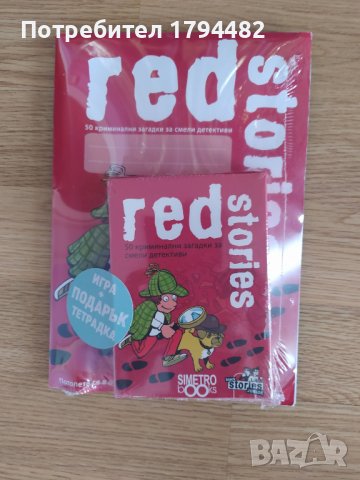 Потребител 1794482
red
stories
50 криминални загадки за смели детективи
red
stories
50 криминални загадки за
смели детективи
ИГРА
+
ПОДАРЪК
ТЕТРАДКА
SIMETRO
BOOKS
stories
BAZAR